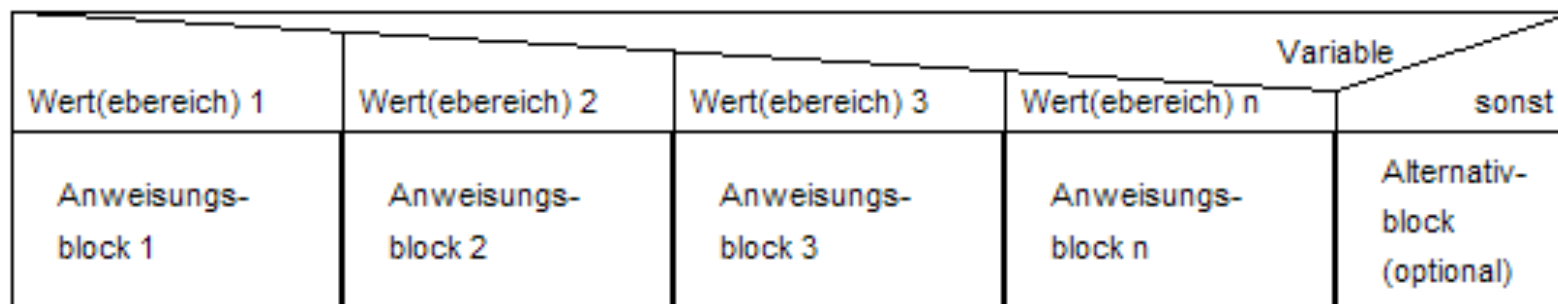 Variable
Wert(ebereich) 1
Wert(ebereich) 2
Wert(ebereich) 3
Wert(ebereich) n
sonst
Anweisungs-
block 1
Anweisungs-
block 2
Anweisungs-
block 3
Anweisungs-
block n
Alternativ-
block
(optional)